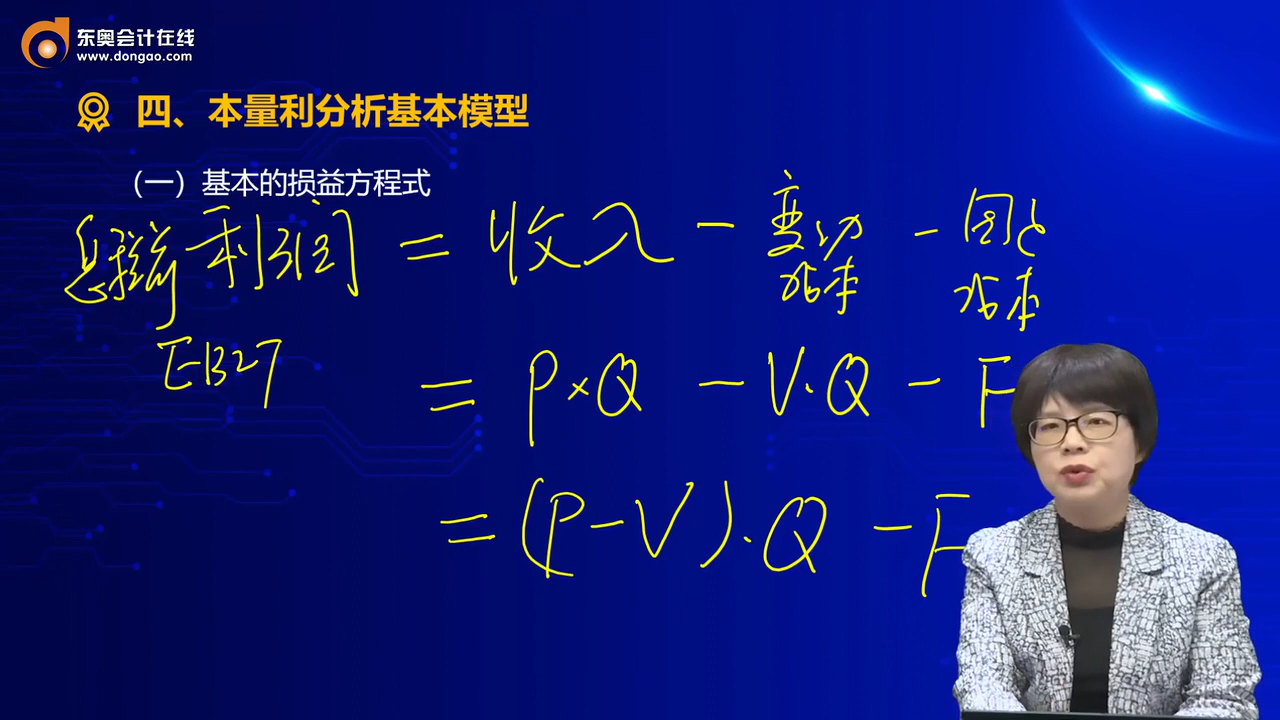 东奥会计在线
www.dongao.com
四、本量利分析基本模型
（一）基本的损益方程式
息税前利润 = 收入 - 变动成本 - 固定成本
EBIT
= P×Q - V·Q - F
= (P-V)·Q - F